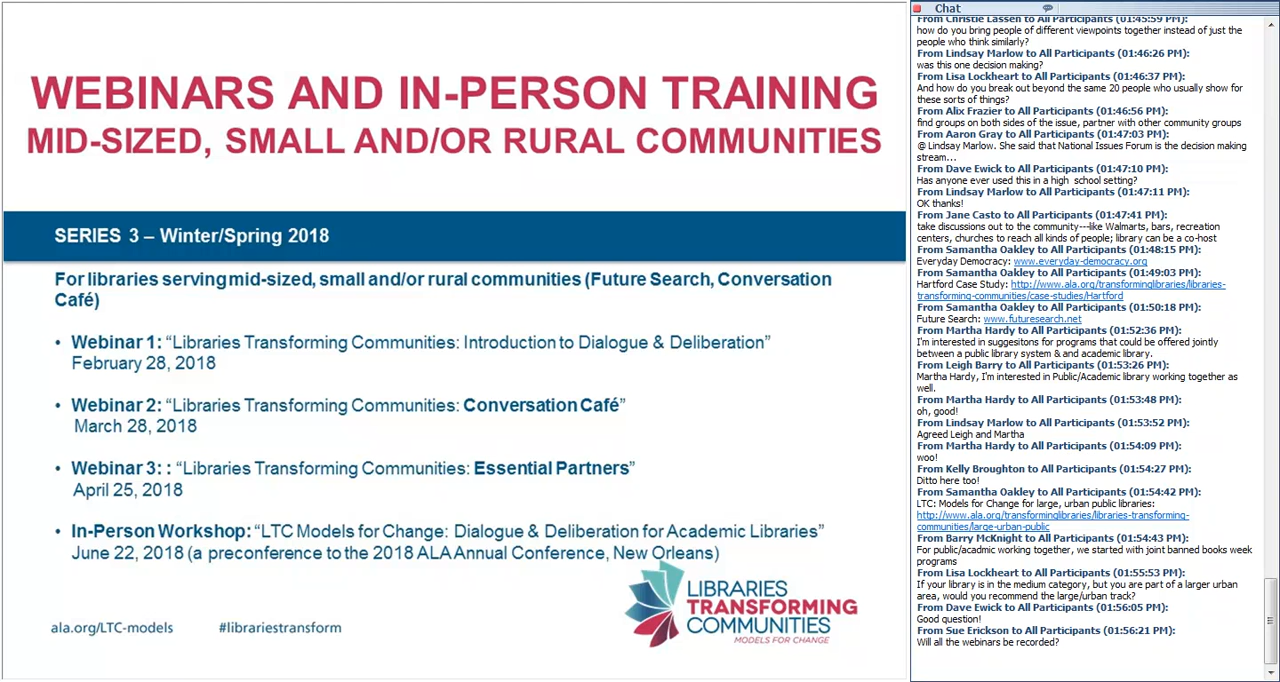 WEBINARS AND IN-PERSON TRAINING
MID-SIZED, SMALL AND/OR RURAL COMMUNITIES
SERIES 3 – Winter/Spring 2018
For libraries serving mid-sized, small and/or rural communities (Future Search, Conversation
Café)
• Webinar 1: “Libraries Transforming Communities: Introduction to Dialogue & Deliberation”
February 28, 2018
• Webinar 2: “Libraries Transforming Communities: Conversation Café”
March 28, 2018
• Webinar 3: : “Libraries Transforming Communities: Essential Partners”
April 25, 2018
• In-Person Workshop: “LTC Models for Change: Dialogue & Deliberation for Academic Libraries”
June 22, 2018 (a preconference to the 2018 ALA Annual Conference, New Orleans)
ala.org/LTC-models #librariestransform
LIBRARIES
TRANSFORMING
COMMUNITIES
MODELS FOR CHANGE
Chat
From Christie Lassen to All Participants (01:45:59 PM):
how do you bring people of different viewpoints together instead of just the
people who think similarly?
From Lindsay Marlow to All Participants (01:46:26 PM):
was this one decision making?
From Lisa Lockheart to All Participants (01:46:37 PM):
And how do you break out beyond the same 20 people who usually show for
these sorts of things?
From Alix Frazier to All Participants (01:46:56 PM):
find groups on both sides of the issue, partner with other community groups
From Aaron Gray to All Participants (01:47:03 PM):
@ Lindsay Marlow. She said that National Issues Forum is the decision making
stream...
From Dave Ewick to All Participants (01:47:10 PM):
Has anyone ever used this in a high school setting?
From Lindsay Marlow to All Participants (01:47:11 PM):
OK thanks!
From Jane Casto to All Participants (01:47:41 PM):
take discussions out to the community---like Walmarts, bars, recreation
centers, churches to reach all kinds of people; library can be a co-host
From Samantha Oakley to All Participants (01:48:15 PM):
Everyday Democracy: www.everyday-democracy.org
From Samantha Oakley to All Participants (01:49:03 PM):
Hartford Case Study: http://www.ala.org/transforminglibraries/libraries-
transforming-communities/case-studies/Hartford
From Samantha Oakley to All Participants (01:50:18 PM):
Future Search: www.futuresearch.net
From Martha Hardy to All Participants (01:52:36 PM):
I'm interested in suggesitons for programs that could be offered jointly
between a public library system & and academic library.
From Leigh Barry to All Participants (01:53:26 PM):
Martha Hardy, I'm interested in Public/Academic library working together as
well.
From Martha Hardy to All Participants (01:53:48 PM):
oh, good!
From Lindsay Marlow to All Participants (01:53:52 PM):
Agreed Leigh and Martha
From Martha Hardy to All Participants (01:54:09 PM):
woo!
From Kelly Broughton to All Participants (01:54:27 PM):
Ditto here too!
From Samantha Oakley to All Participants (01:54:42 PM):
LTC: Models for Change for large, urban public libraries:
http://www.ala.org/transforminglibraries/libraries-transforming-
communities/large-urban-public
From Barry McKnight to All Participants (01:54:43 PM):
For public/acadmic working together, we started with joint banned books week
programs
From Lisa Lockheart to All Participants (01:55:53 PM):
If your library is in the medium category, but you are part of a larger urban
area, would you recommend the large/urban track?
From Dave Ewick to All Participants (01:56:05 PM):
Good question!
From Sue Erickson to All Participants (01:56:21 PM):
Will all the webinars be recorded?